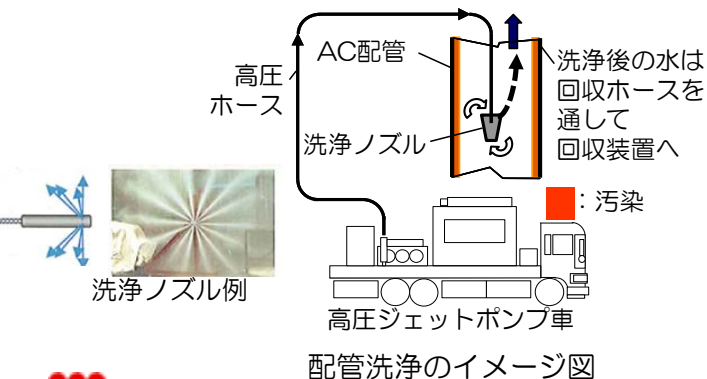 AC配管
高圧
ホース
洗浄後の水は
回収ホースを
通して
回収装置へ
洗浄ノズル
:汚染
洗浄ノズル例
高圧ジェットポンプ車
配管洗浄のイメージ図